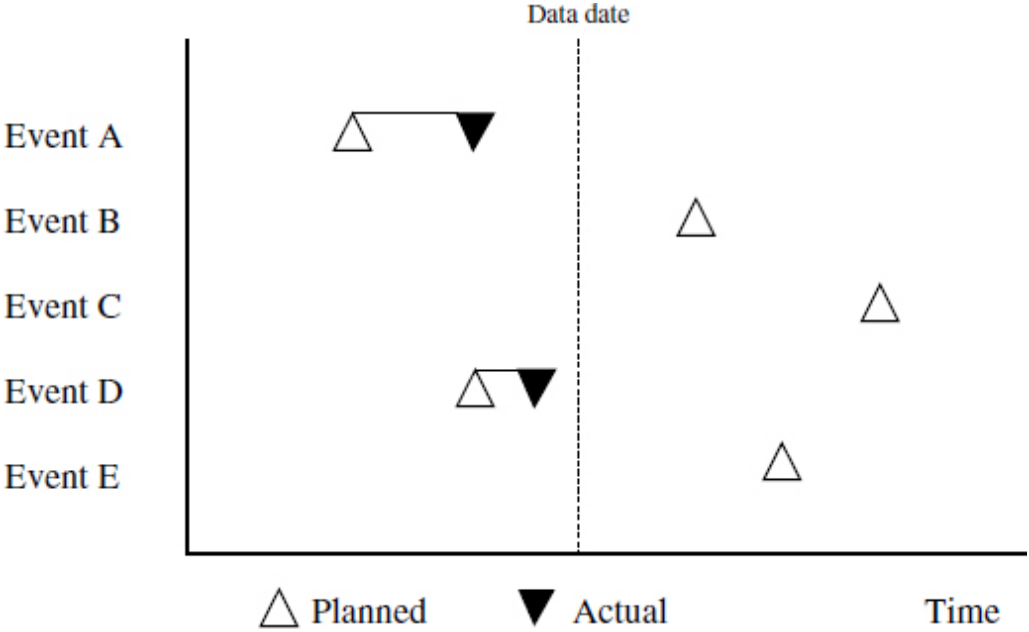 Data date
Event A
Event B
Event C
Event D
Event E
Planned Actual Time